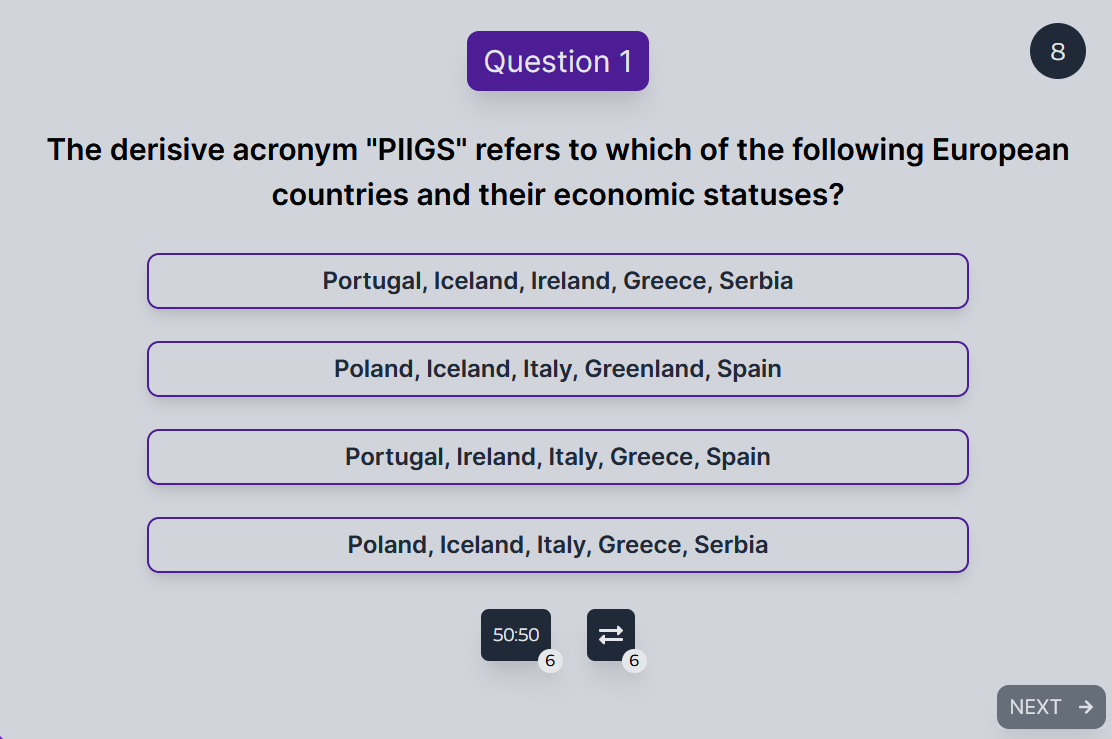 Question 1
8
The derisive acronym "PIIGS" refers to which of the following European
countries and their economic statuses?
Portugal, Iceland, Ireland, Greece, Serbia
Poland, Iceland, Italy, Greenland, Spain
Portugal, Ireland, Italy, Greece, Spain
Poland, Iceland, Italy, Greece, Serbia
50:50
6
6
NEXT